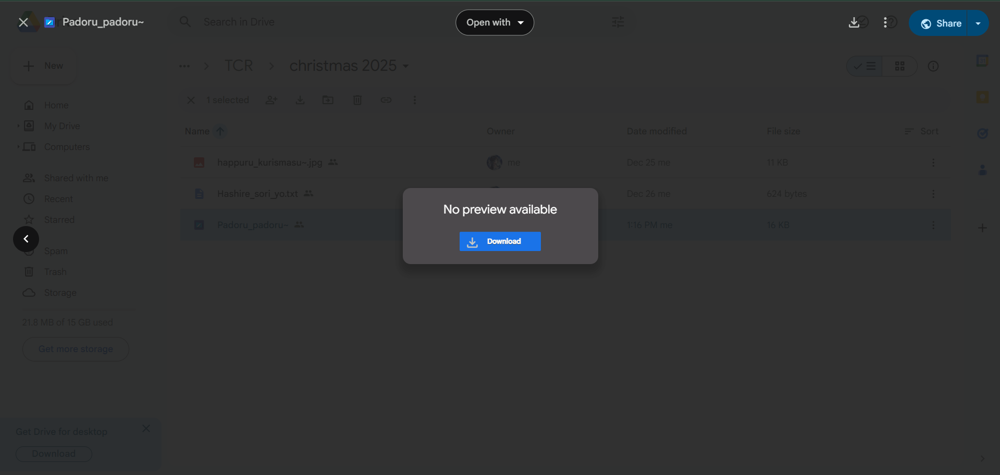 Padoru_padoru~
Search in Drive
Open with
Share
New
TCR
christmas 2025
1 selected
Home
My Drive
Computers
Shared with me
Recent
Starred
Spam
Trash
Storage
21.8 MB of 15 GB used
Get more storage
Name
Owner
Date modified
File size
Sort
happuru_kurismasu~.jpg
me
Dec 25 me
11 KB
Hashire_sori_yo.txt
Dec 26 me
624 bytes
Padoru_padoru~
1:16 PM me
16 KB
No preview available
Download
Get Drive for desktop
Download
31